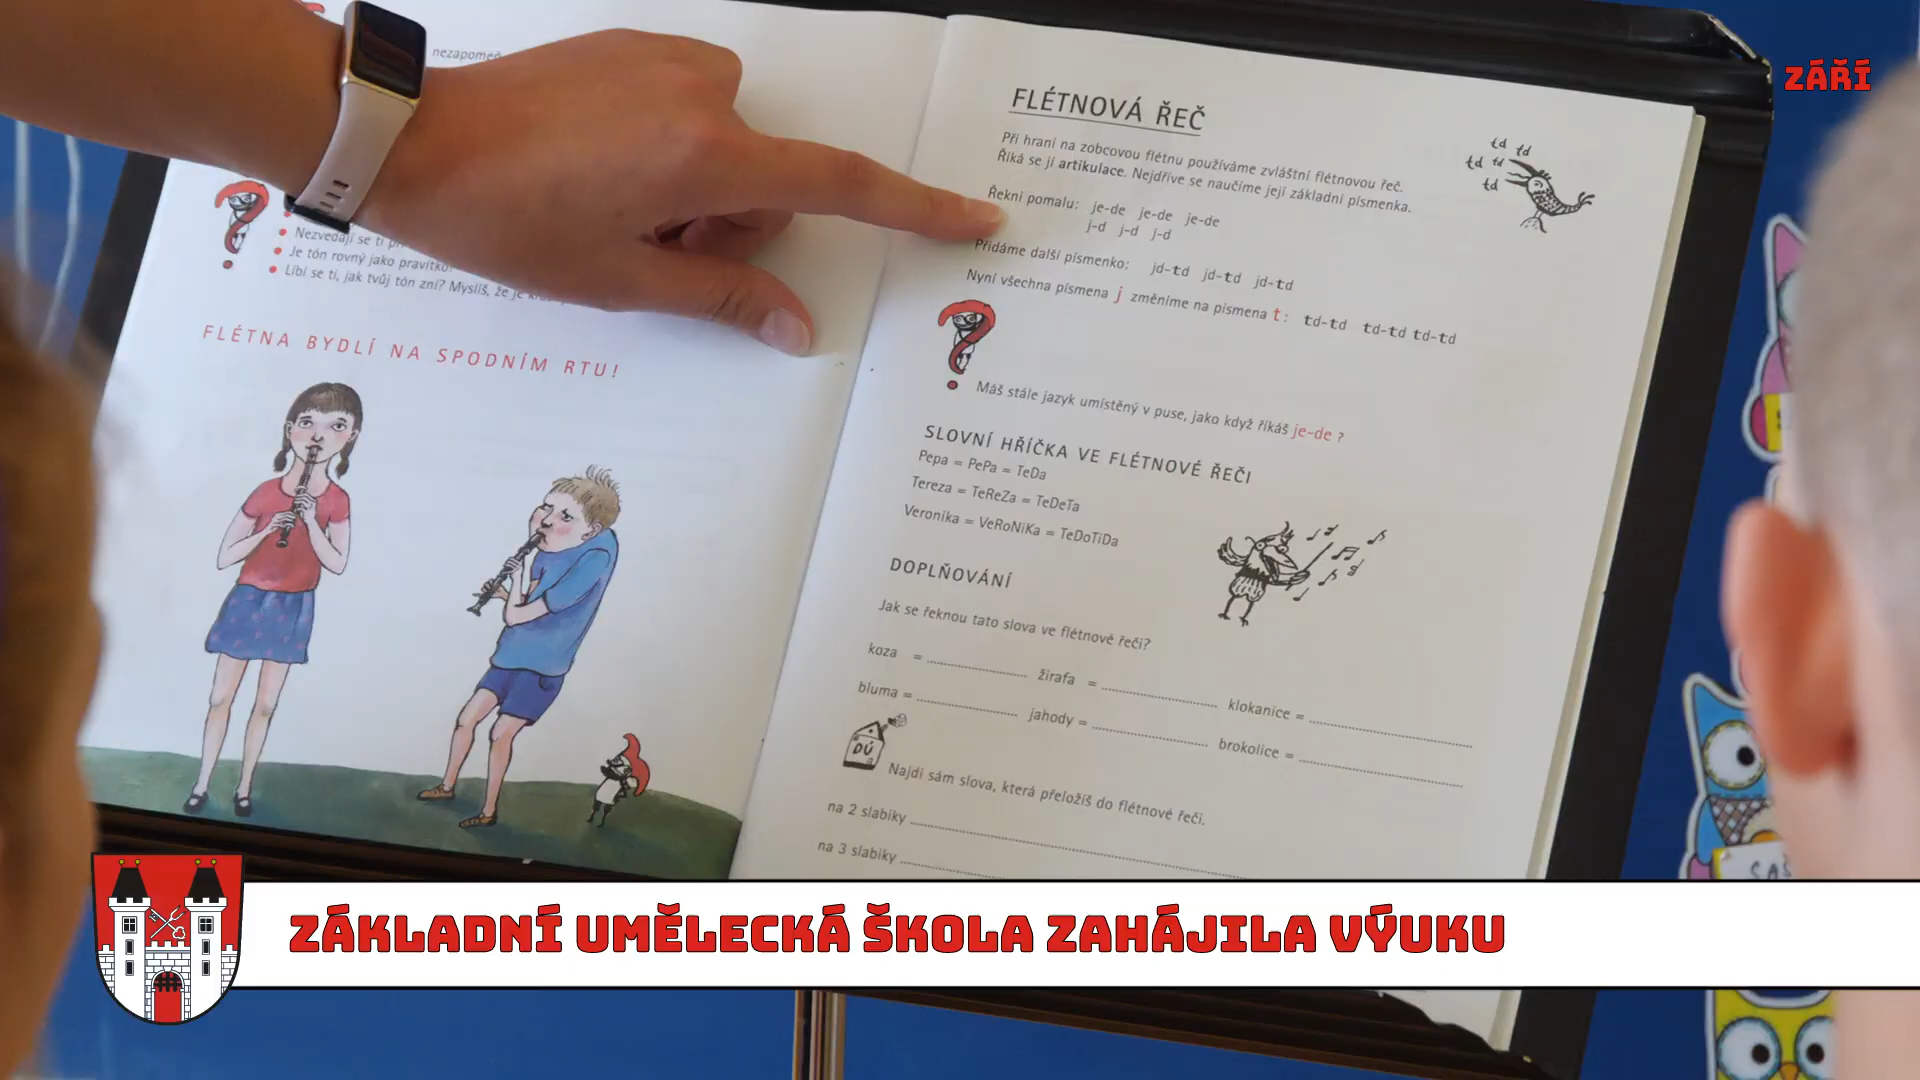 ZÁŘÍ
Nezvedají se ti
Je tón rovný jako pravítko?
Líbí se ti, jak tvůj tón zní? Myslíš, že je
FLÉTNA BYDLÍ NA SPODNÍM RTU!
FLÉTNOVÁ ŘEČ
Při hraní na zobcovou flétnu používáme zvláštní flétnovou řeč.
Říká se jí artikulace. Nejdříve se naučíme její základní písmenka.
td td
td td
td
Řekni pomalu: je-de je-de je-de
j-d j-d j-d
Přidáme další písmenko: jd-td jd-td jd-td
Nyní všechna písmena j změníme na písmena t: td-td td-td td-td
Máš stále jazyk umístěný v puse, jako když říkáš je-de ?
SLOVNÍ HŘÍČKA VE FLÉTNOVÉ ŘEČI
Pepa = PePa = TeDa
Tereza = TeReZa = TeDeTa
Veronika = VeRoNiKa = TeDoTiDa
DOPLŇOVÁNÍ
Jak se řeknou tato slova ve flétnové řeči?
koza = žirafa = klokanice =
bluma = jahody = brokolice =
DÚ
Najdi sám slova, která přeložíš do flétnové řeči.
na 2 slabiky
na 3 slabiky
ZÁKLADNÍ UMĚLECKÁ ŠKOLA ZAHÁJILA VÝUKU